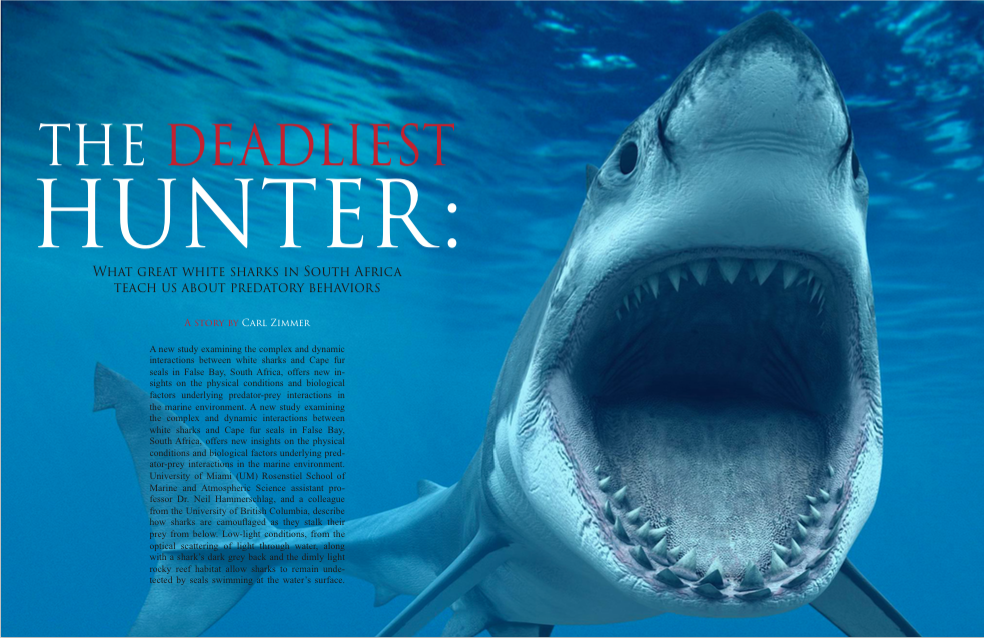 THE DEADLIEST
HUNTER:
WHAT GREAT WHITE SHARKS IN SOUTH AFRICA
TEACH US ABOUT PREDATORY BEHAVIORS
A STORY BY CARL ZIMMER
A new study examining the complex and dynamic
interactions between white sharks and Cape fur
seals in False Bay, South Africa, offers new in-
sights on the physical conditions and biological
factors underlying predator-prey interactions in
the marine environment. A new study examining
the complex and dynamic interactions between
white sharks and Cape fur seals in False Bay,
South Africa, offers new insights on the physical
conditions and biological factors underlying pred-
ator-prey interactions in the marine environment.
University of Miami (UM) Rosenstiel School of
Marine and Atmospheric Science assistant pro-
fessor Dr. Neil Hammerschlag, and a colleague
from the University of British Columbia, describe
how sharks are camouflaged as they stalk their
prey from below. Low-light conditions, from the
optical scattering of light through water, along
with a shark's dark grey back and the dimly light
rocky reef habitat allow sharks to remain unde-
tected by seals swimming at the water's surface.